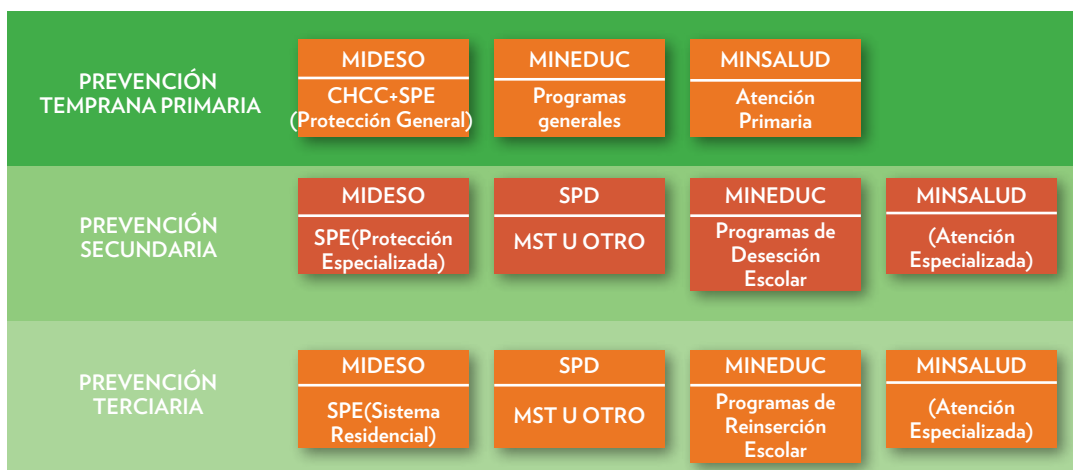 PREVENCIÓN
TEMPRANA PRIMARIA
MIDESO
CHCC+SPE
(Protección General)
MINEDUC
Programas
generales
MINSALUD
Atención
Primaria
PREVENCIÓN
SECUNDARIA
MIDESO
SPE(Protección
Especializada)
SPD
MST U OTRO
MINEDUC
Programas de
Desesción
Escolar
MINSALUD
(Atención
Especializada)
PREVENCIÓN
TERCIARIA
MIDESO
SPE(Sistema
Residencial)
SPD
MST U OTRO
MINEDUC
Programas de
Reinserción
Escolar
MINSALUD
(Atención
Especializada)